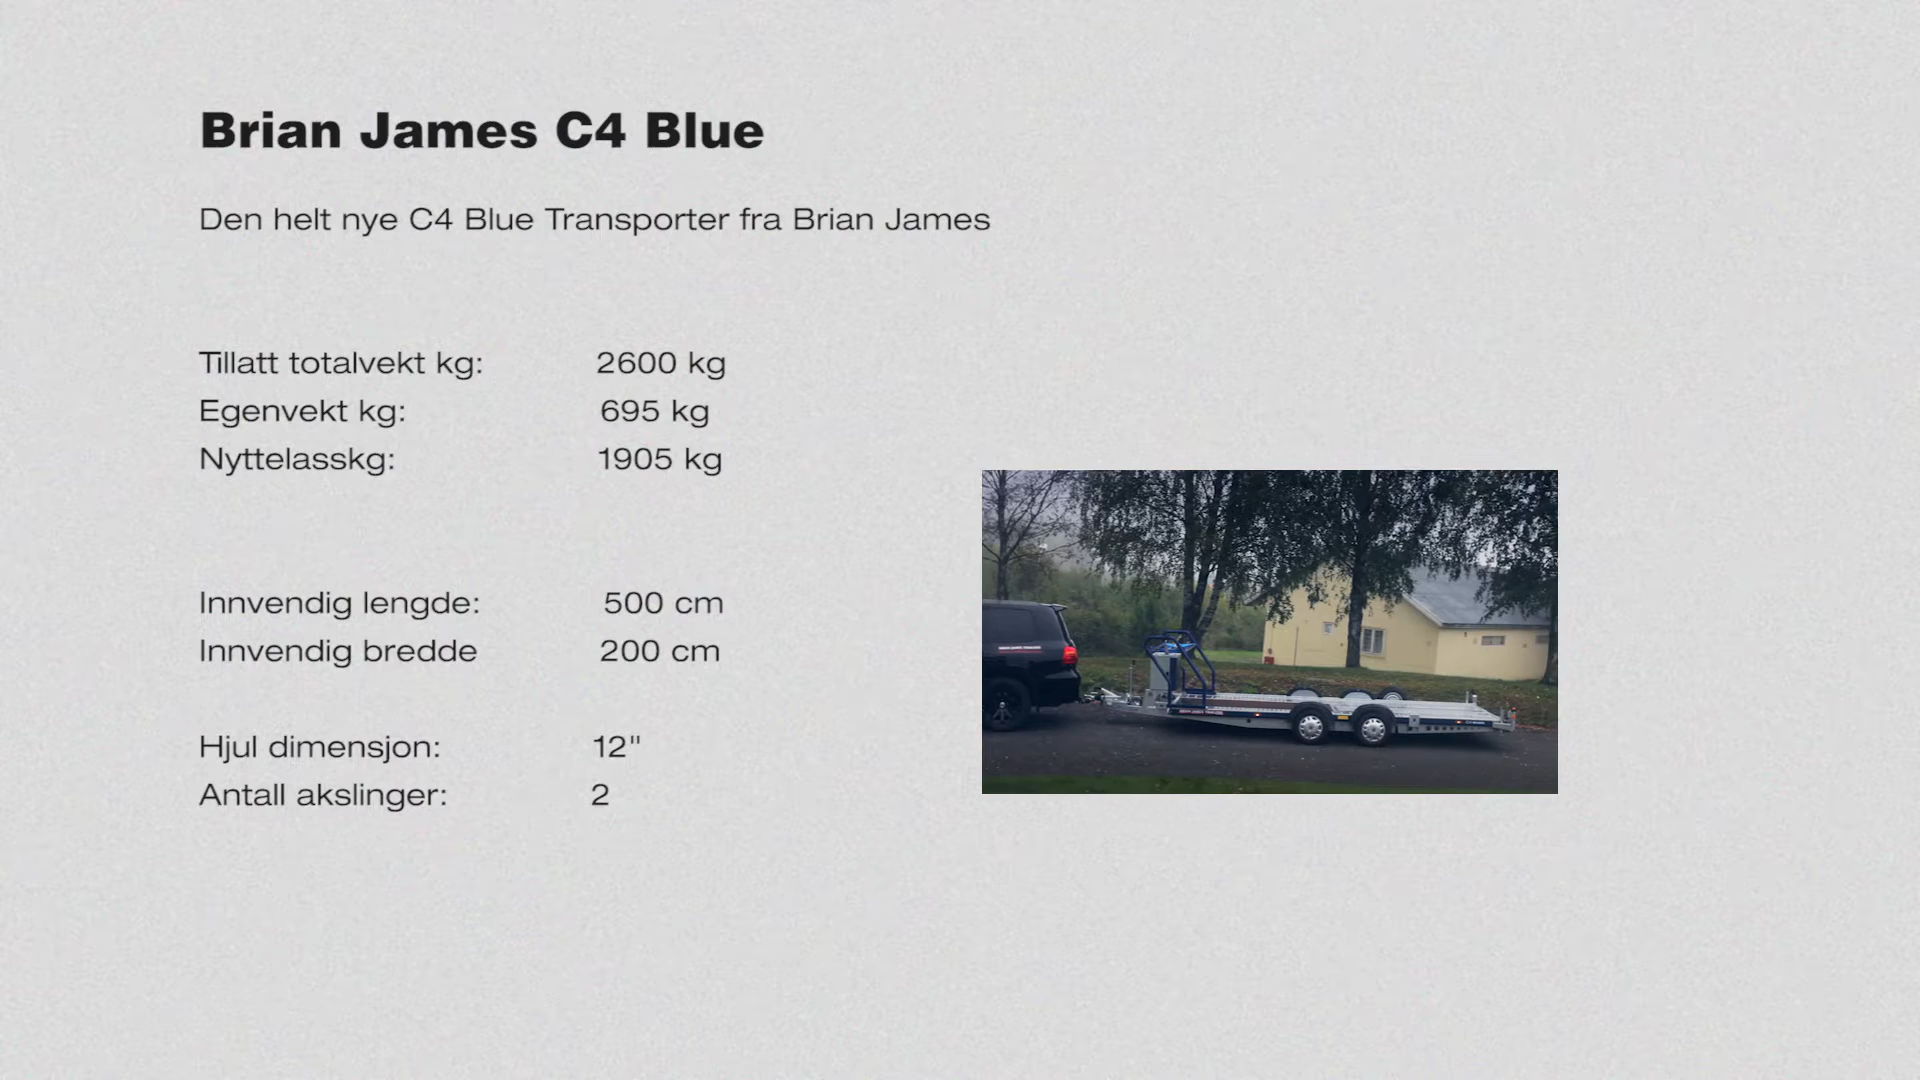 Brian James C4 Blue
Den helt nye C4 Blue Transporter fra Brian James
Tillatt totalvekt kg: 2600 kg
Egenvekt kg: 695 kg
Nyttelasskg: 1905 kg
Innvendig lengde: 500 cm
Innvendig bredde 200 cm
Hjul dimensjon: 12"
Antall akslinger: 2